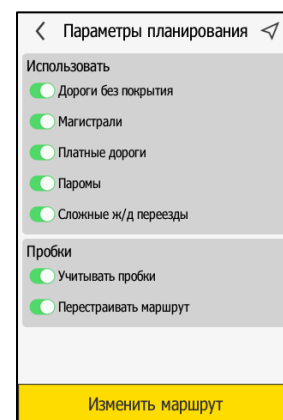 Параметры планирования
Использовать
Дороги без покрытия
Магистрали
Платные дороги
Паромы
Сложные ж/д переезды
Пробки
Учитывать пробки
Перестраивать маршрут
Изменить маршрут